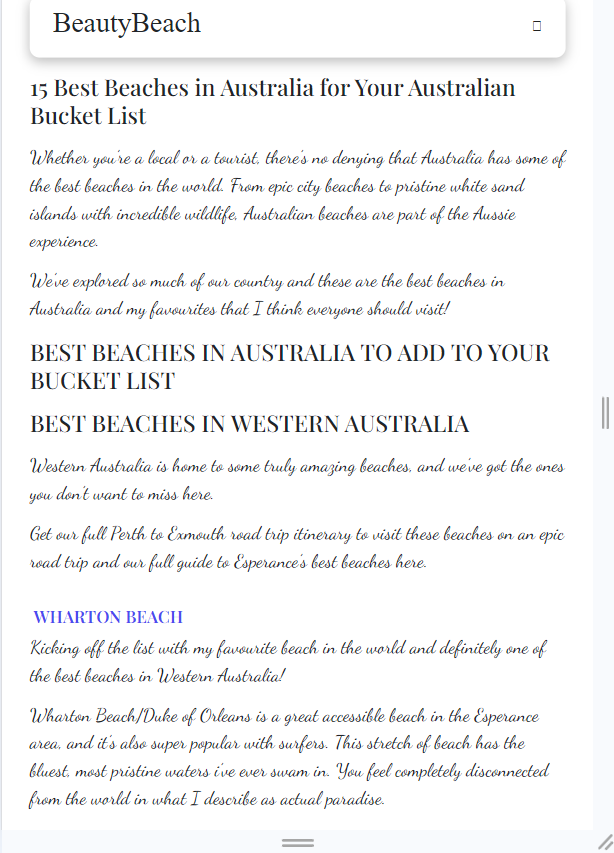 BeautyBeach
15 Best Beaches in Australia for Your Australian
Bucket List
Whether you're a local or a tourist, there's no denying that Australia has some of
the best beaches in the world. From epic city beaches to pristine white sand
islands with incredible wildlife, Australian beaches are part of the Aussie
experience.
We've explored so much of our country and these are the best beaches in
Australia and my favourites that I think everyone should visit!
BEST BEACHES IN AUSTRALIA TO ADD TO YOUR
BUCKET LIST
BEST BEACHES IN WESTERN AUSTRALIA
Western Australia is home to some truly amazing beaches, and we've got the ones
you don't want to miss here.
Get our full Perth to Exmouth road trip itinerary to visit these beaches on an epic
road trip and our full guide to Esperance's best beaches here.
WHARTON BEACH
Kicking off the list with my favourite beach in the world and definitely one of
the best beaches in Western Australia!
Wharton Beach/Duke of Orleans is a great accessible beach in the Esperance
area, and it's also super popular with surfers. This stretch of beach has the
bluest, most pristine waters i've ever swam in. You feel completely disconnected
from the world in what I describe as actual paradise.